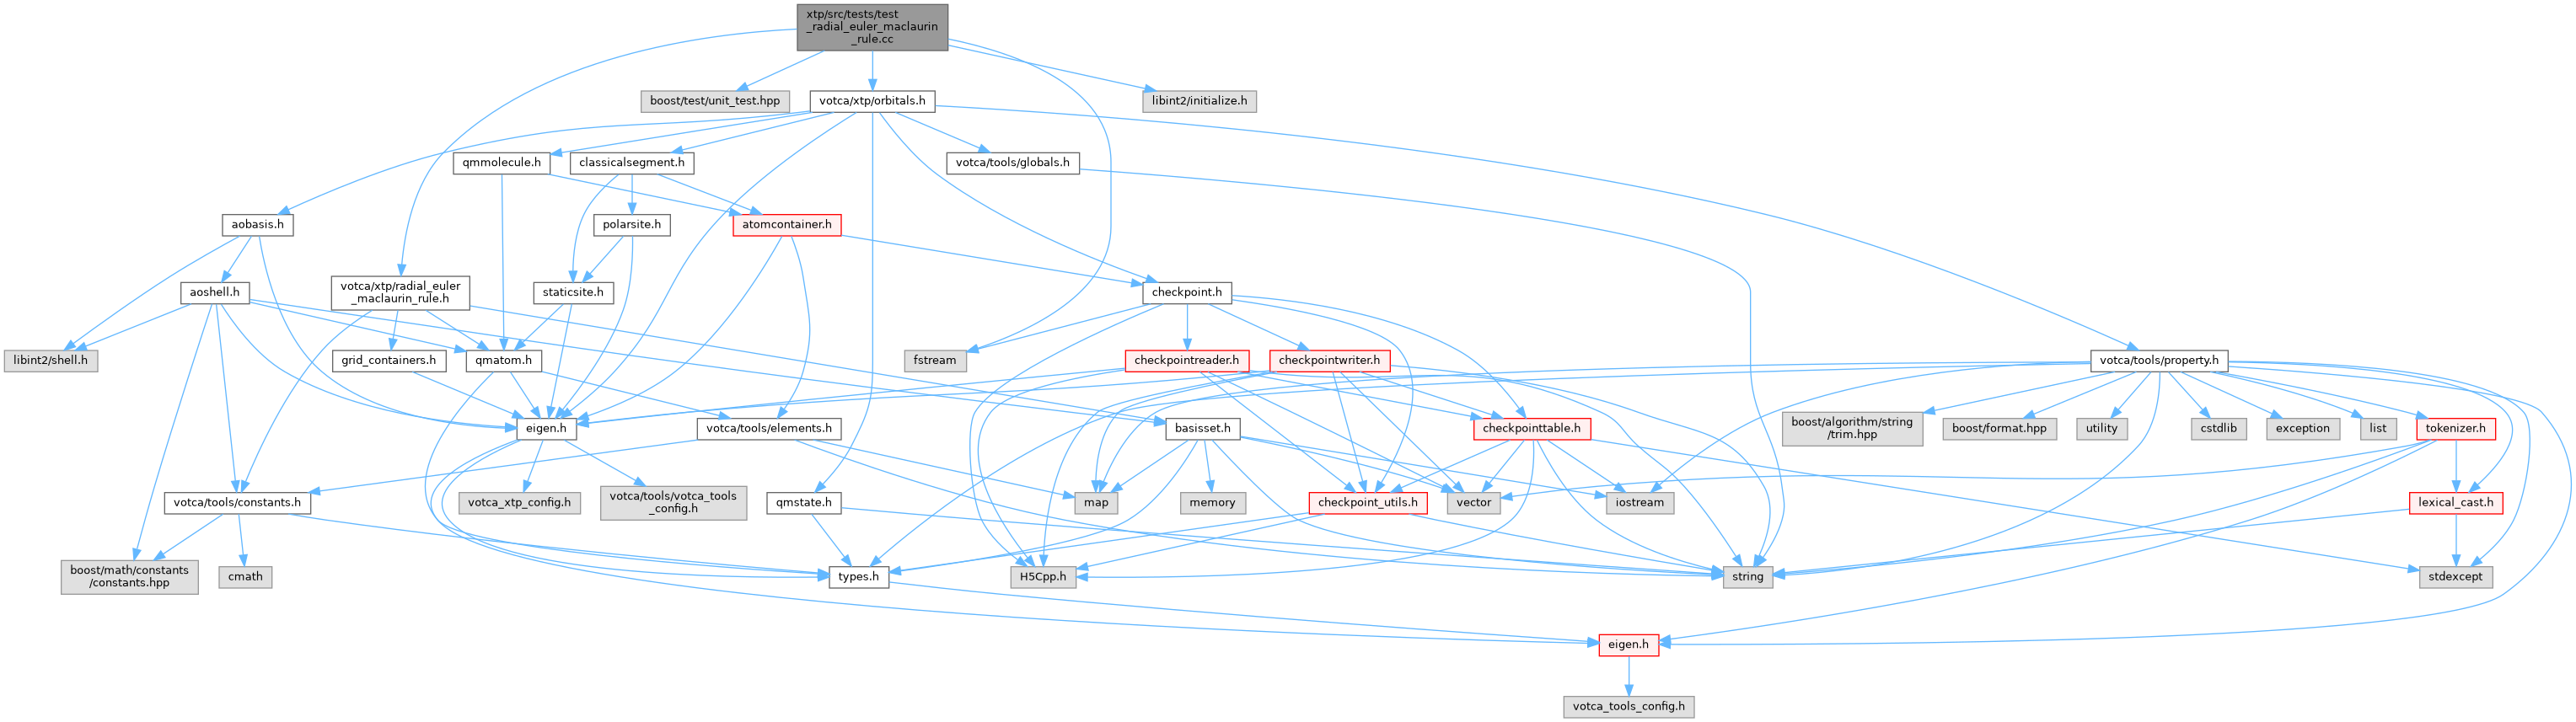 xtp/src/tests/test
_radial_euler_maclaurin
_rule.cc
boost/test/unit_test.hpp
votca/xtp/orbitals.h
libint2/initialize.h
qmmolecule.h
classicalsegment.h
votca/tools/globals.h
aobasis.h
polarsite.h
atomcontainer.h
aoshell.h
votca/xtp/radial_euler
_maclaurin_rule.h
staticsite.h
checkpoint.h
libint2/shell.h
grid_containers.h
qmatom.h
fstream
checkpointreader.h
checkpointwriter.h
votca/tools/property.h
eigen.h
votca/tools/elements.h
basisset.h
checkpointtable.h
boost/algorithm/string
/trim.hpp
boost/format.hpp
utility
cstdlib
exception
list
tokenizer.h
votca/tools/constants.h
votca_xtp_config.h
votca/tools/votca_tools
_config.h
qmstate.h
map
memory
checkpoint_utils.h
vector
iostream
lexical_cast.h
boost/math/constants
/constants.hpp
cmath
types.h
H5Cpp.h
string
stdexcept
eigen.h
votca_tools_config.h